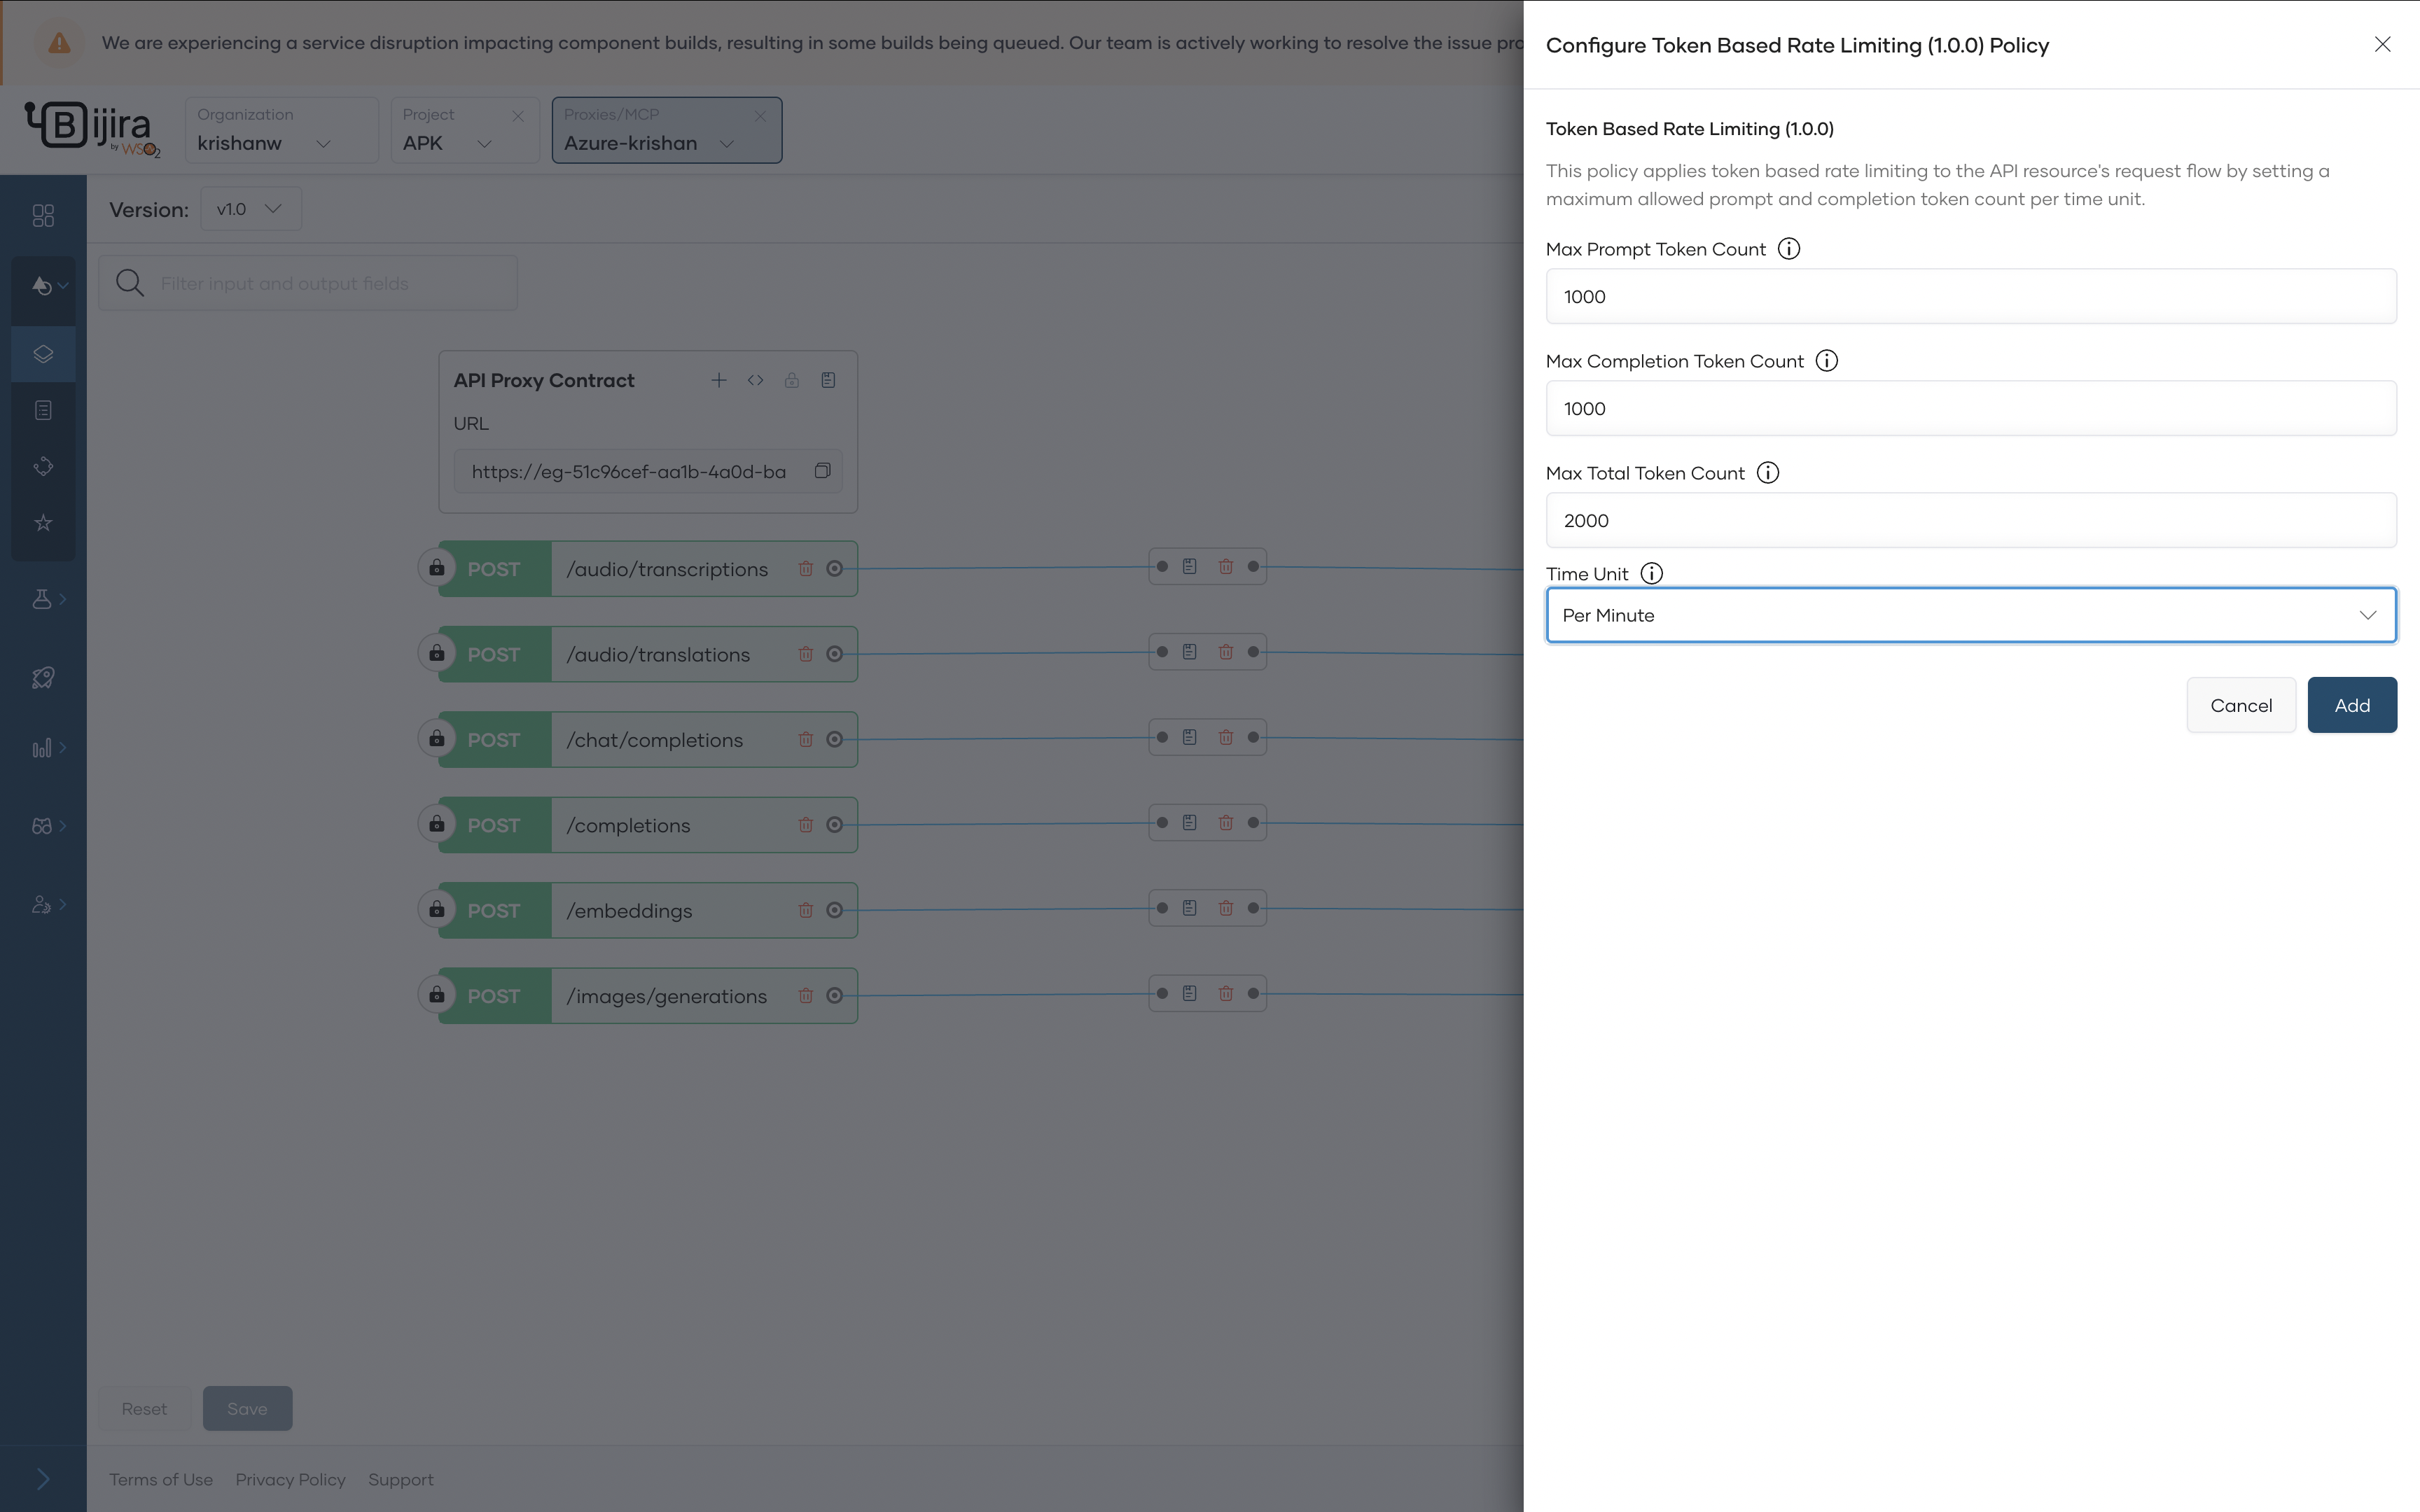 We are experiencing a service disruption impacting component builds, resulting in some builds being queued. Our team is actively working to resolve the issue pro
Bijira
by WSO2
Organization
krishanw
Project
APK
Proxies/MCP
Azure-krishan
Version:
v1.0
Filter input and output fields
API Proxy Contract
URL
https://eg-51c96cef-aa1b-4a0d-ba
POST /audio/transcriptions
POST /audio/translations
POST /chat/completions
POST /completions
POST /embeddings
POST /images/generations
Reset
Save
Terms of Use Privacy Policy Support
Configure Token Based Rate Limiting (1.0.0) Policy
Token Based Rate Limiting (1.0.0)
This policy applies token based rate limiting to the API resource's request flow by setting a
maximum allowed prompt and completion token count per time unit.
Max Prompt Token Count
1000
Max Completion Token Count
1000
Max Total Token Count
2000
Time Unit
Per Minute
Cancel
Add